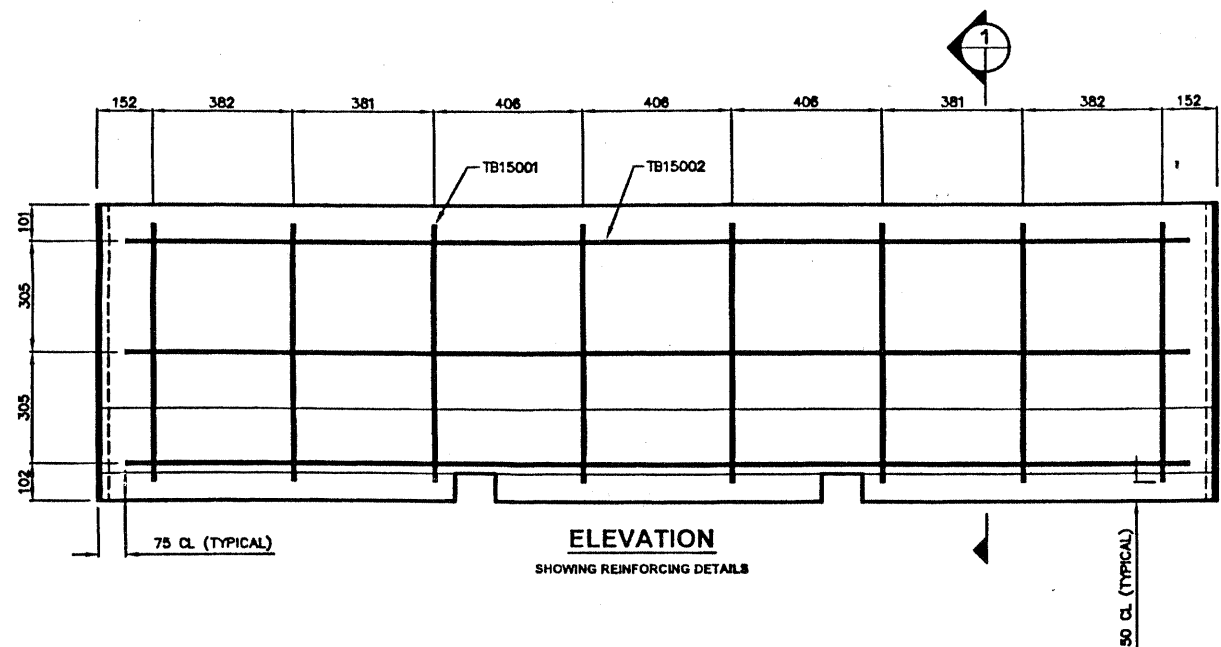 1
152 382 381 406 406 406 381 382 152
TB15001 TB15002
101
305
305
102
75 CL (TYPICAL)
50 CL (TYPICAL)
ELEVATION
SHOWING REINFORCING DETAILS